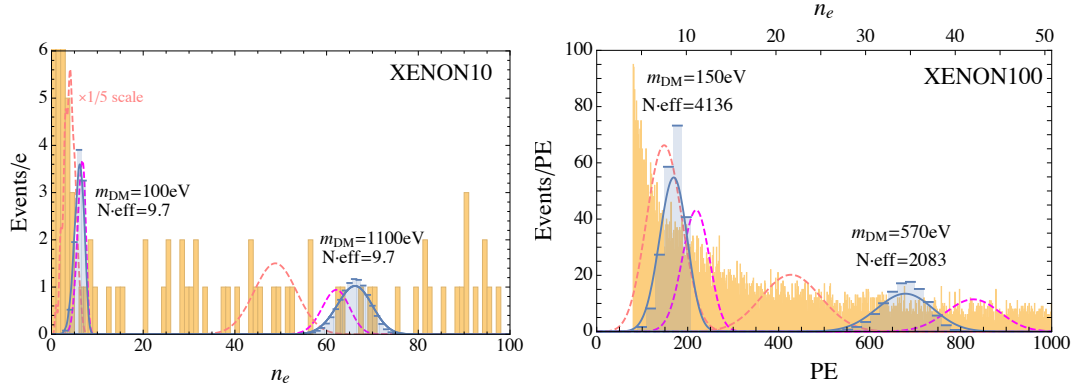 XENON10
×1/5 scale
m_DM=100eV
N·eff=9.7
m_DM=1100eV
N·eff=9.7
Events/e
6
5
4
3
2
1
0
0 20 40 60 80 100
n_e
n_e
0 10 20 30 40 50
XENON100
m_DM=150eV
N·eff=4136
m_DM=570eV
N·eff=2083
Events/PE
100
80
60
40
20
0
0 200 400 600 800 1000
PE